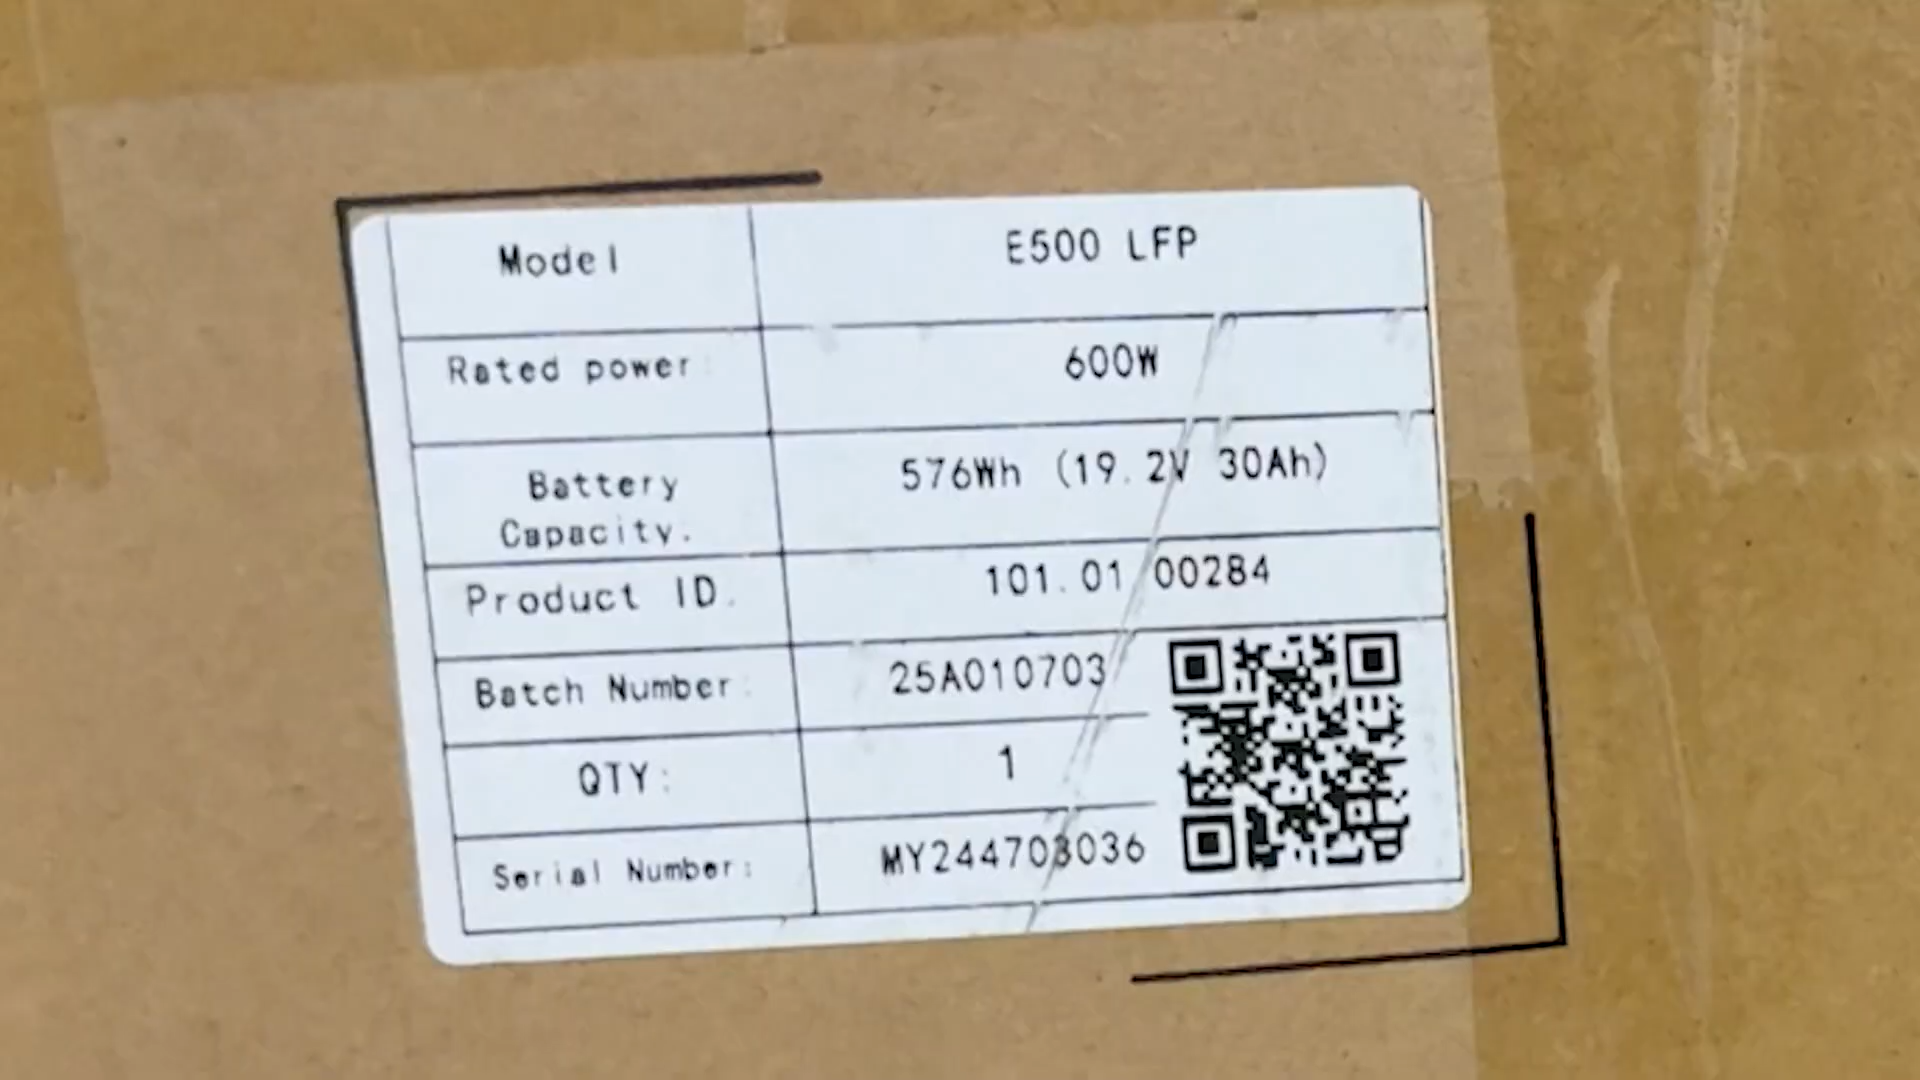 Model E500 LFP
Rated power: 600W
Battery 576Wh (19.2V 30Ah)
Capacity.
Product ID. 101.01 00284
Batch Number: 25A010703
QTY: 1
Serial Number: MY244703036